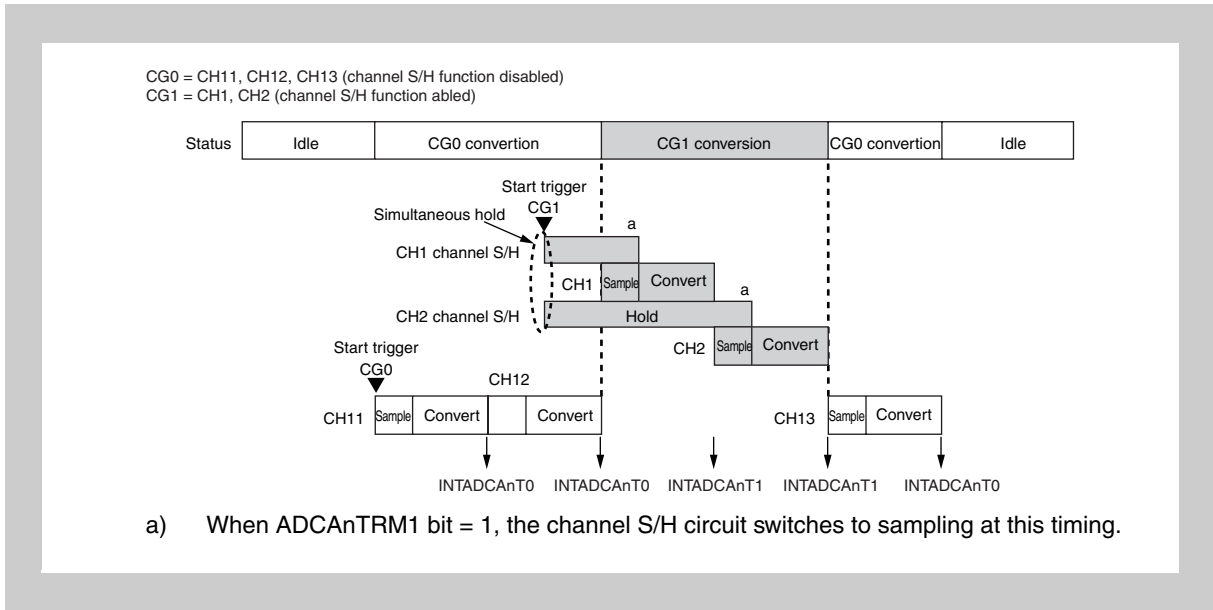 CG0 = CH11, CH12, CH13 (channel S/H function disabled)
CG1 = CH1, CH2 (channel S/H function abled)
Status Idle CG0 convertion CG1 conversion CG0 convertion Idle
Start trigger
CG1
Simultaneous hold
a
CH1 channel S/H
CH1 Sample Convert
a
CH2 channel S/H Hold
CH2 Sample Convert
Start trigger
CG0
CH12
CH11 Sample Convert Convert CH13 Sample Convert
INTADCAnT0 INTADCAnT0 INTADCAnT1 INTADCAnT1 INTADCAnT0
a) When ADCAnTRM1 bit = 1, the channel S/H circuit switches to sampling at this timing.